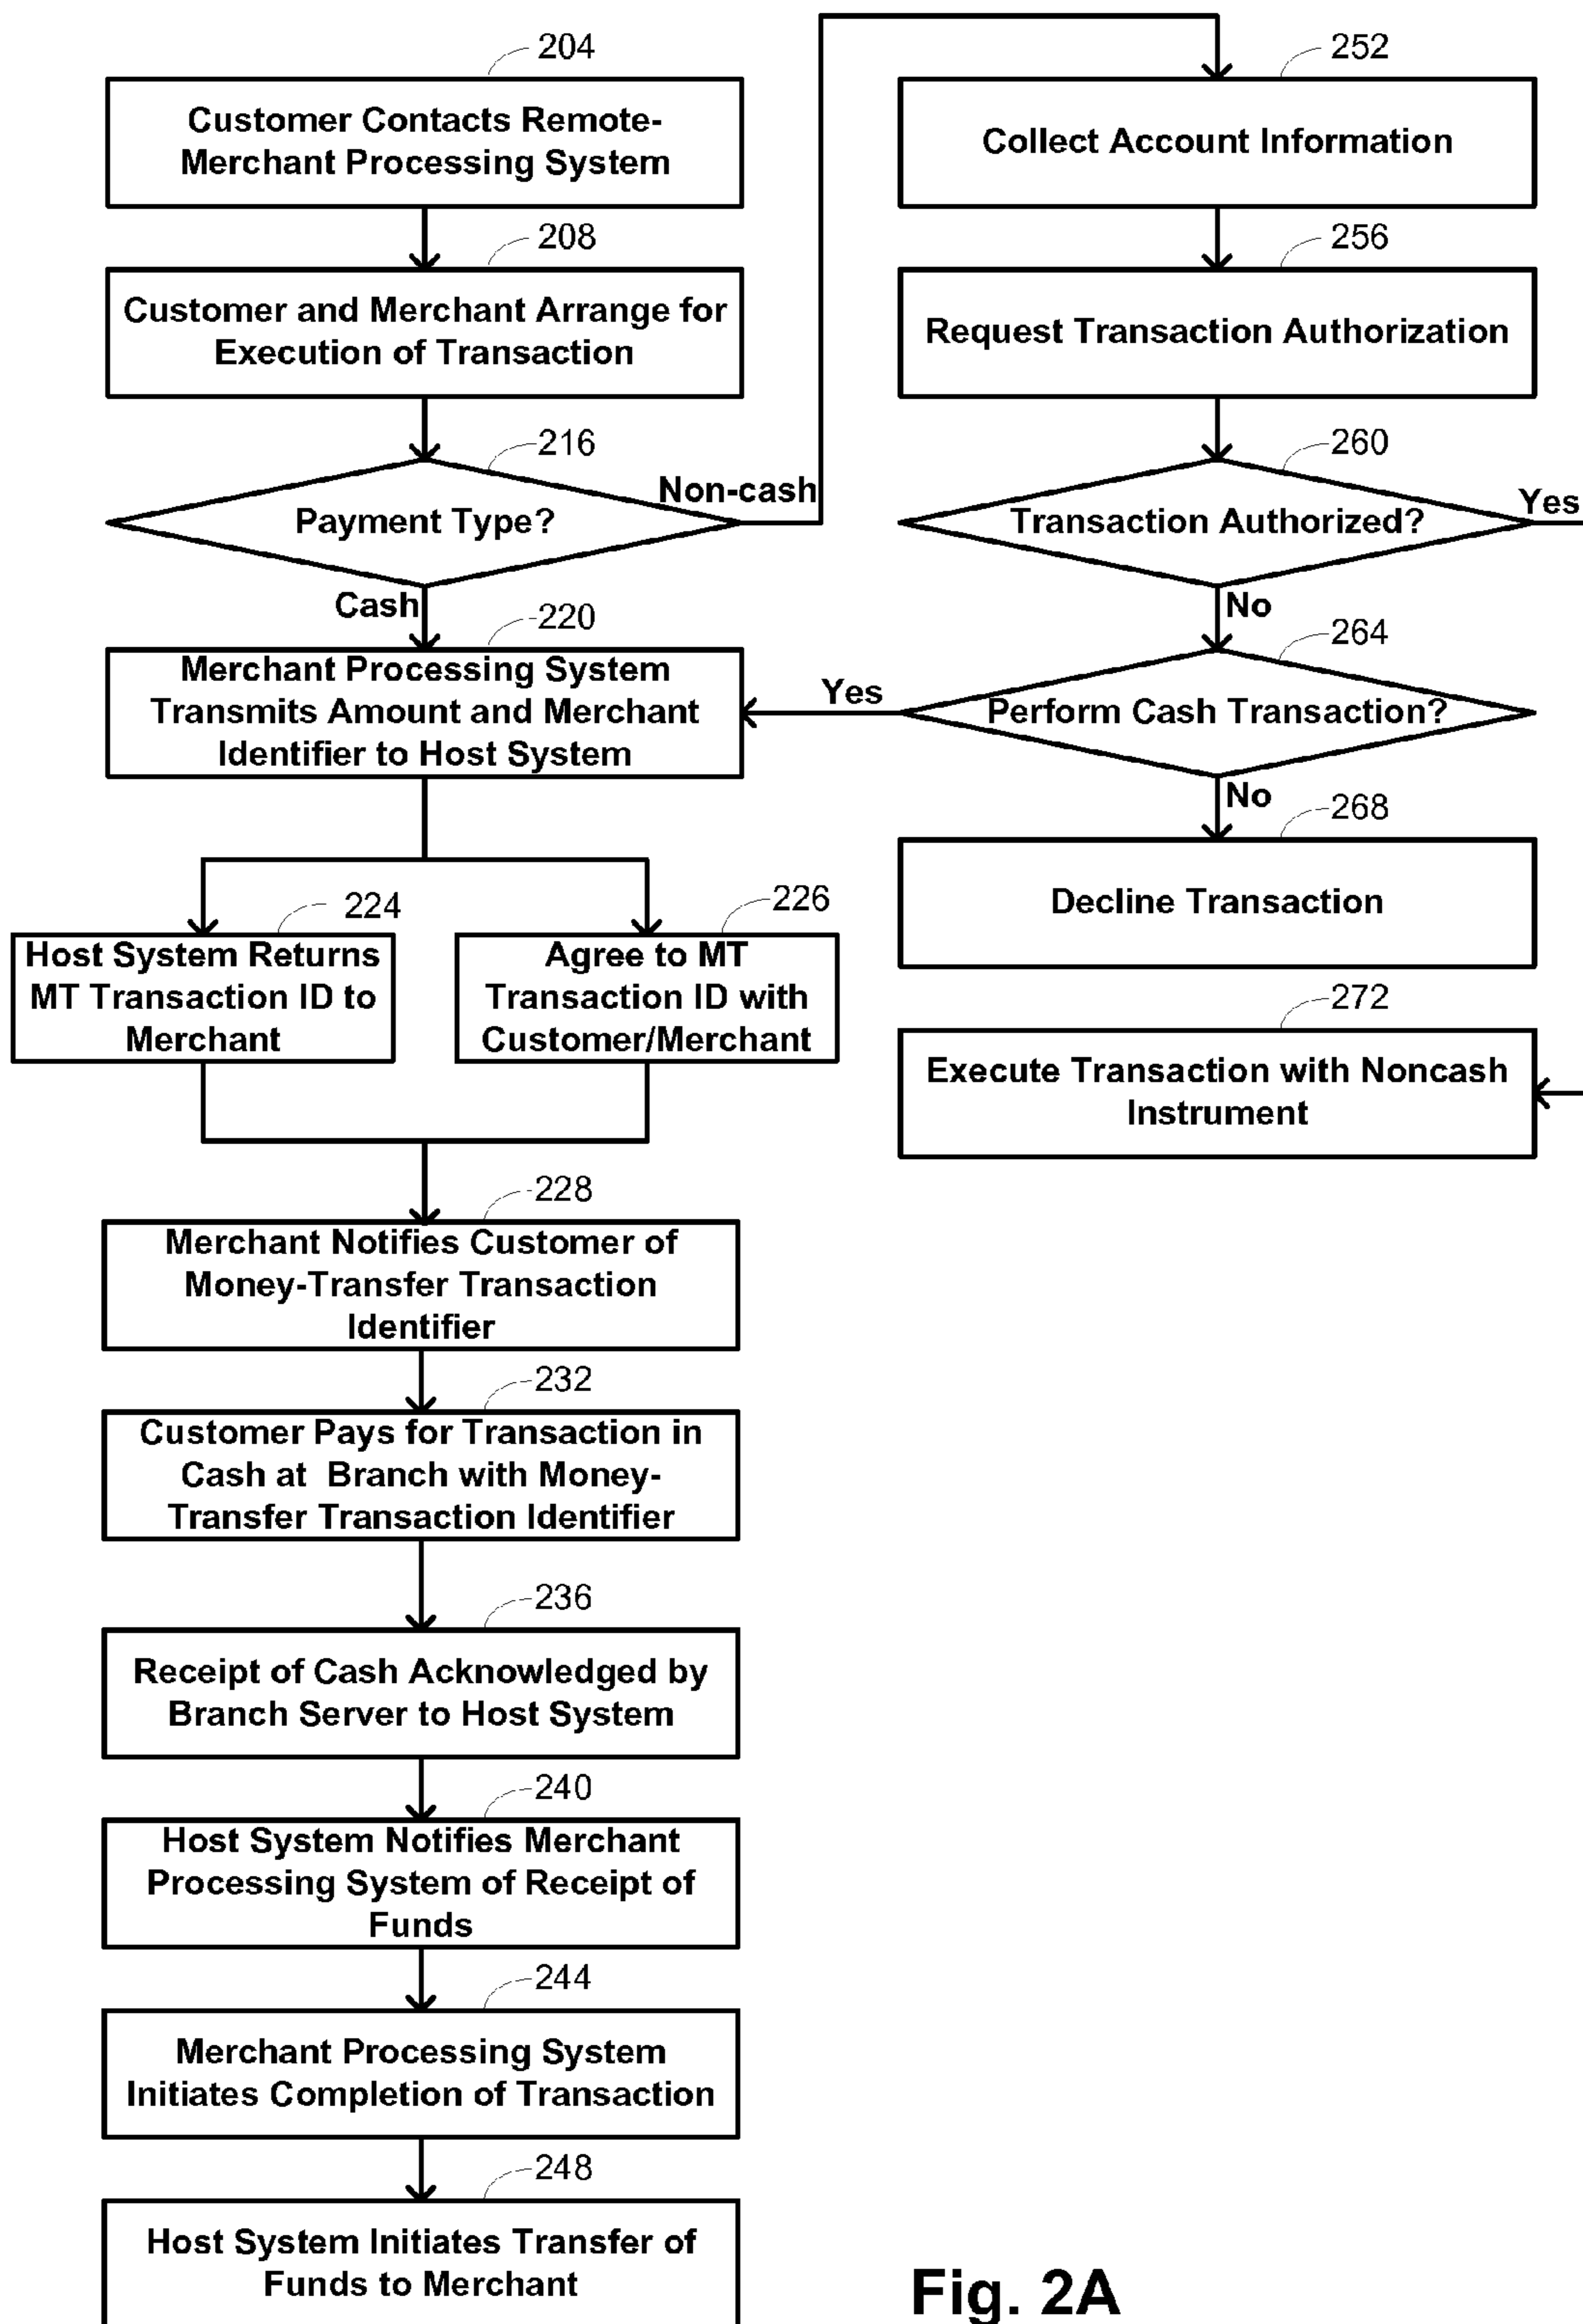 204
Customer Contacts Remote-
Merchant Processing System
208
Customer and Merchant Arrange for
Execution of Transaction
216
Payment Type?
Non-cash
Cash
220
Merchant Processing System
Transmits Amount and Merchant
Identifier to Host System
224
Host System Returns
MT Transaction ID to
Merchant
226
Agree to MT
Transaction ID with
Customer/Merchant
228
Merchant Notifies Customer of
Money-Transfer Transaction
Identifier
232
Customer Pays for Transaction in
Cash at Branch with Money-
Transfer Transaction Identifier
236
Receipt of Cash Acknowledged by
Branch Server to Host System
240
Host System Notifies Merchant
Processing System of Receipt of
Funds
244
Merchant Processing System
Initiates Completion of Transaction
248
Host System Initiates Transfer of
Funds to Merchant
252
Collect Account Information
256
Request Transaction Authorization
260
Transaction Authorized?
Yes
No
264
Perform Cash Transaction?
Yes
No
268
Decline Transaction
272
Execute Transaction with Noncash
Instrument
Fig. 2A